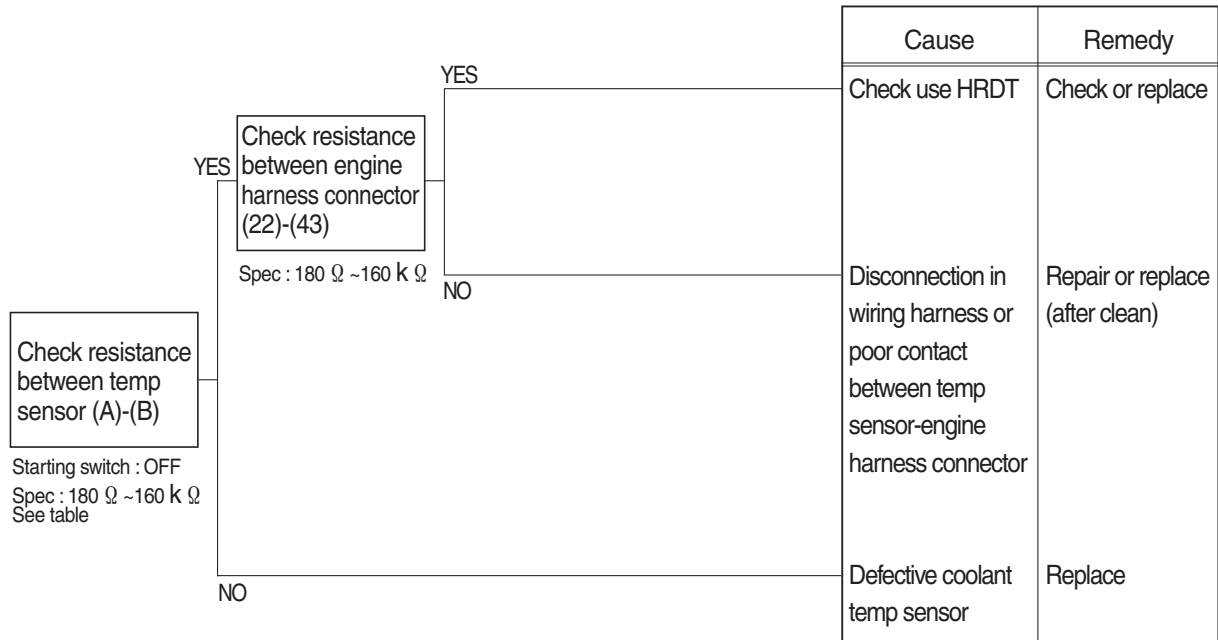 Cause Remedy
YES
Check use HRDT Check or replace
Check resistance
YES between engine
harness connector
(22)-(43)
Spec : 180 Ω ~160 k Ω
NO
Disconnection in Repair or replace
wiring harness or (after clean)
poor contact
between temp
sensor-engine
harness connector
Check resistance
between temp
sensor (A)-(B)
Starting switch : OFF
Spec : 180 Ω ~160 k Ω
See table
NO
Defective coolant Replace
temp sensor